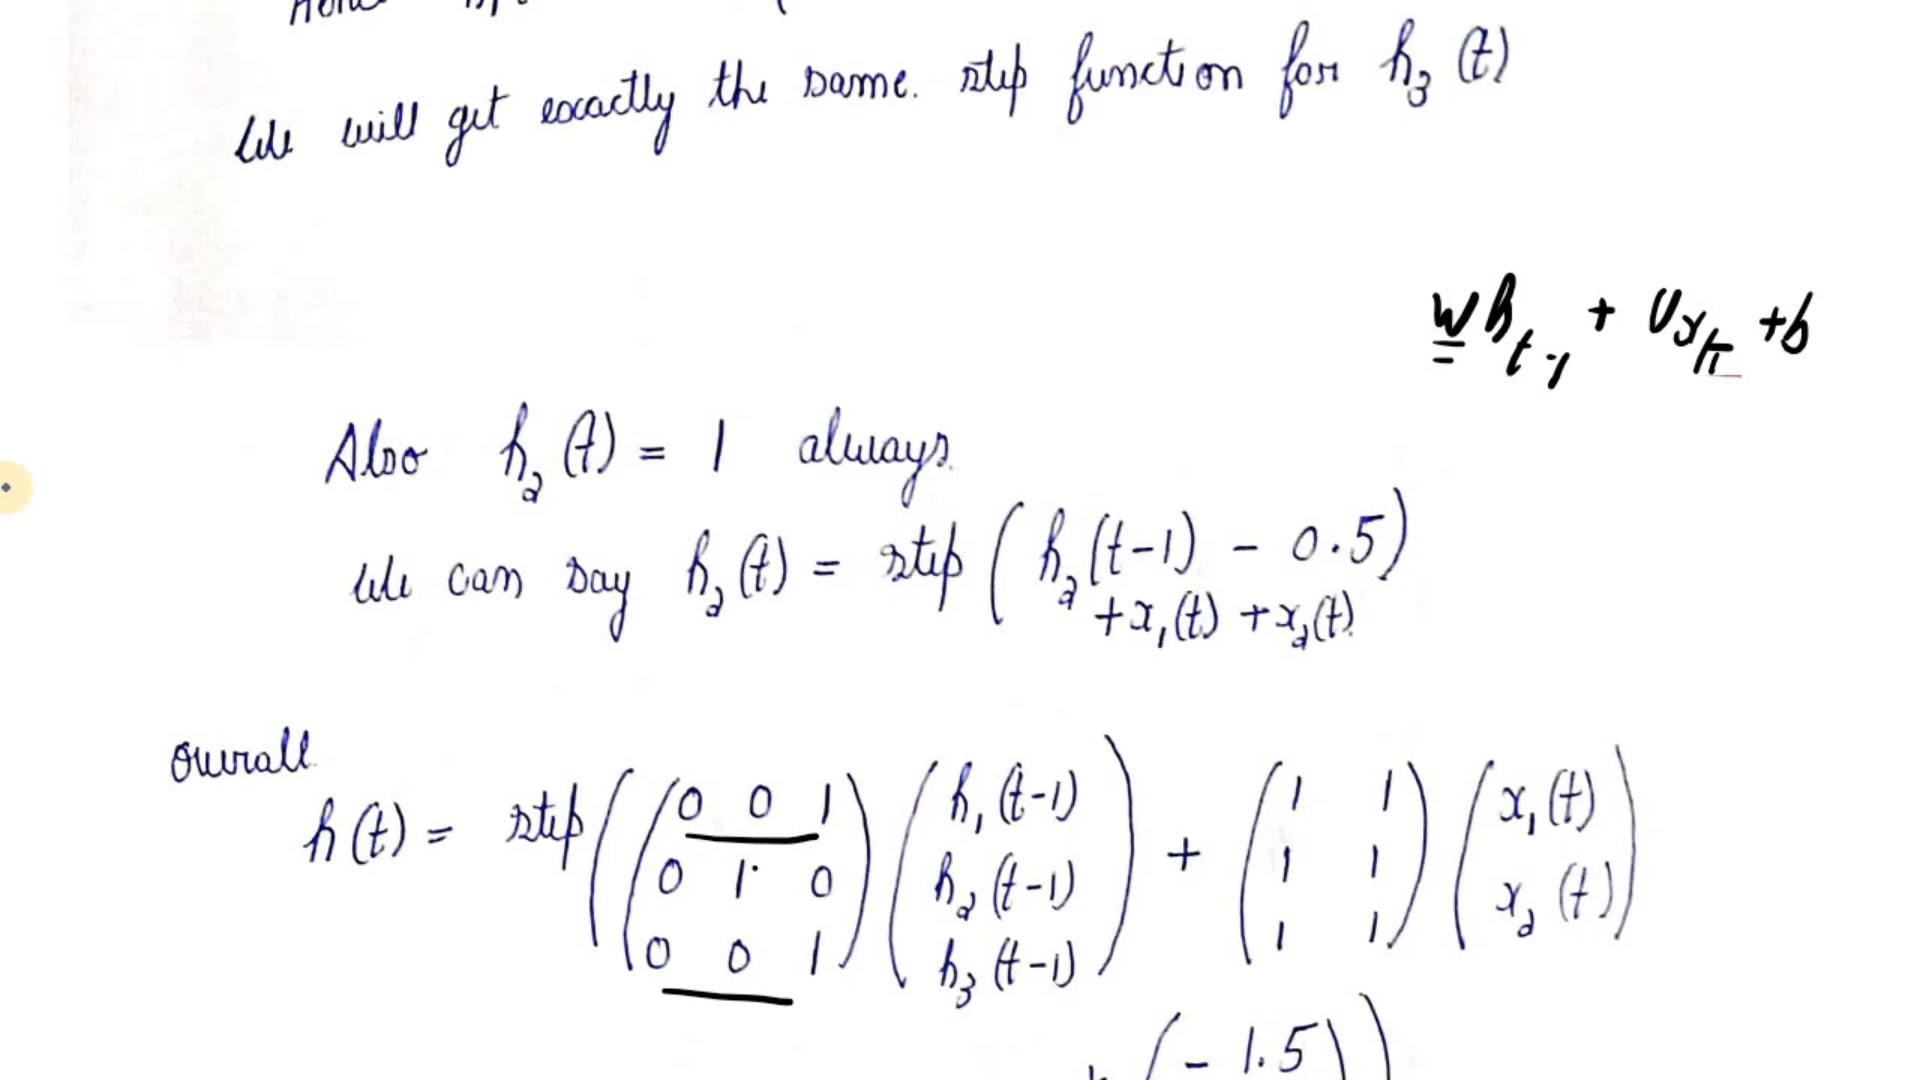 We will get exactly the same. step function for h₃(t)
Wh_{t-1} + Ux_t + b
Also h₂(t) = 1 always.
We can say h₂(t) = step ( h₂(t-1) - 0.5 )
+x₁(t) +x₂(t)
Overall
h(t) = step ( ( 0 0 1 ) ( h₁(t-1) ) + ( 1 1 ) ( x₁(t) )
0 1 0 h₂(t-1) 1 1 x₂(t)
0 0 1 h₃(t-1) 1 1
( - 1.5 ) )